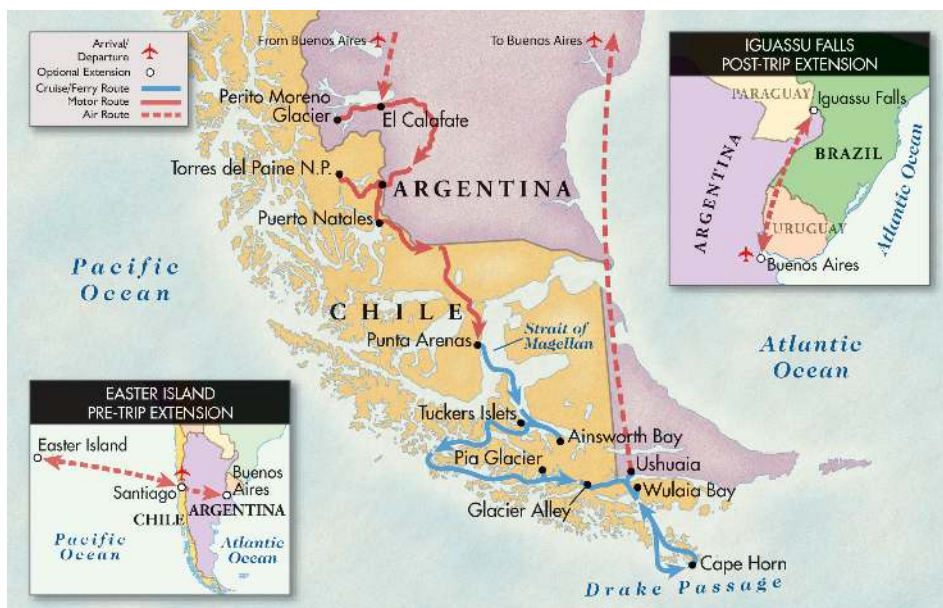 Arrival/
Departure
Optional Extension
Cruise/Ferry Route
Motor Route
Air Route
From Buenos Aires
To Buenos Aires
Perito Moreno
Glacier
El Calafate
Torres del Paine N.P.
ARGENTINA
Puerto Natales
Pacific
Ocean
CHILE
Punta Arenas
Strait of
Magellan
Atlantic
Ocean
Tuckers Islets
Ainsworth Bay
Pia Glacier
Ushuaia
Wulaia Bay
Glacier Alley
Cape Horn
Drake Passage
IGUASSU FALLS
POST-TRIP EXTENSION
PARAGUAY
Iguassu Falls
BRAZIL
ARGENTINA
URUGUAY
Atlantic Ocean
Buenos Aires
EASTER ISLAND
PRE-TRIP EXTENSION
Easter Island
Santiago
Buenos
Aires
CHILE
ARGENTINA
Pacific
Ocean
Atlantic
Ocean